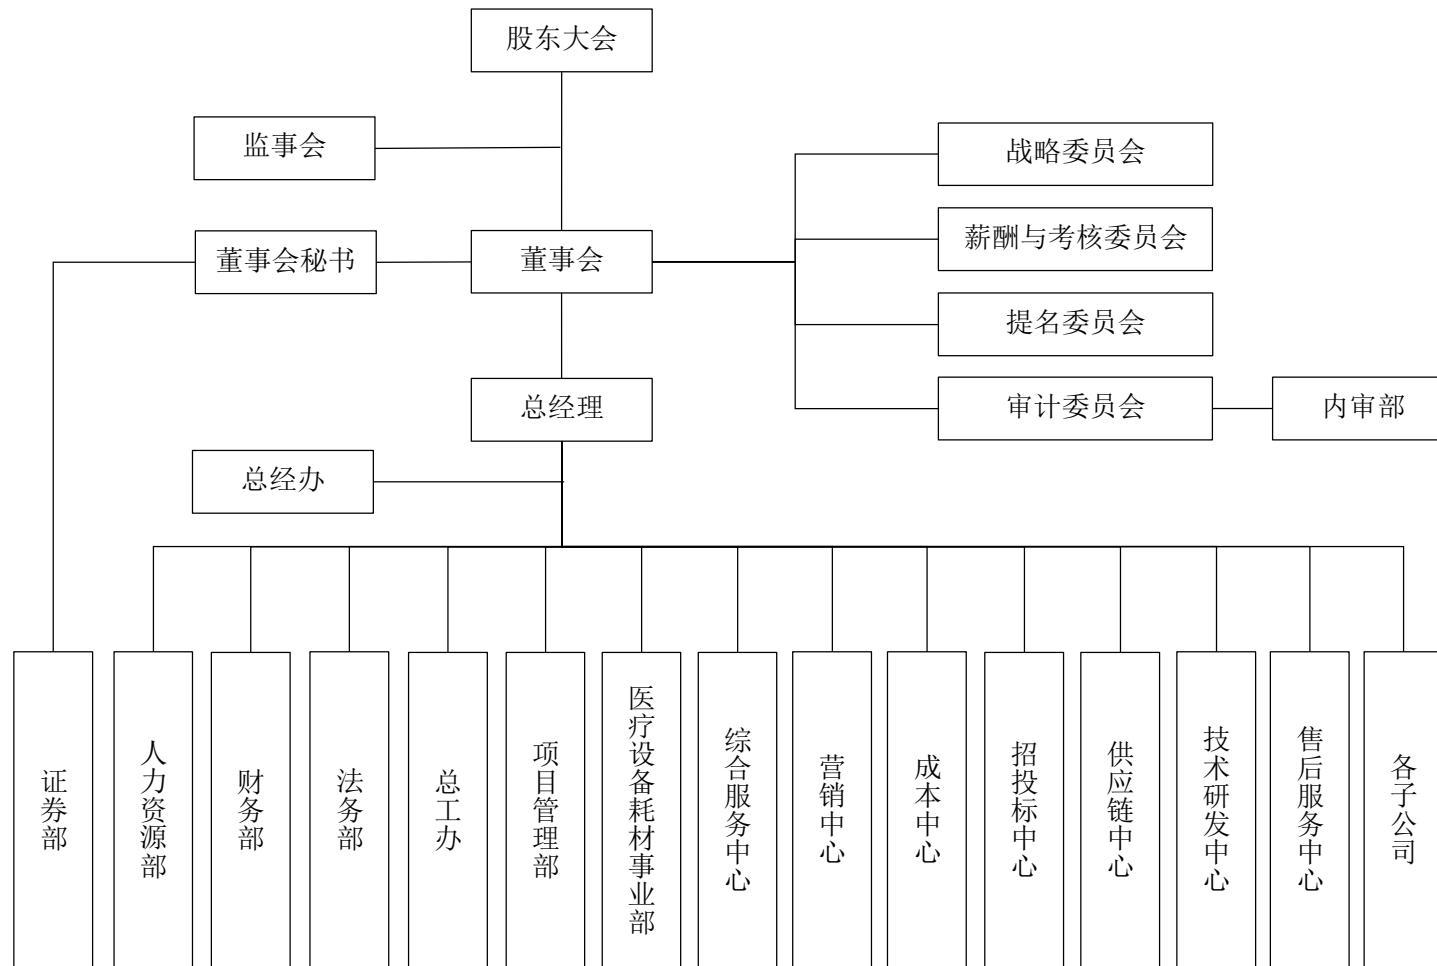 股东大会
监事会
战略委员会
薪酬与考核委员会
董事会秘书
董事会
提名委员会
总经理
审计委员会
内审部
总经办
证券部
人力资源部
财务部
法务部
总工办
项目管理部
医疗设备耗材事业部
综合服务中心
营销中心
成本中心
招投标中心
供应链中心
技术研发中心
售后服务中心
各子公司